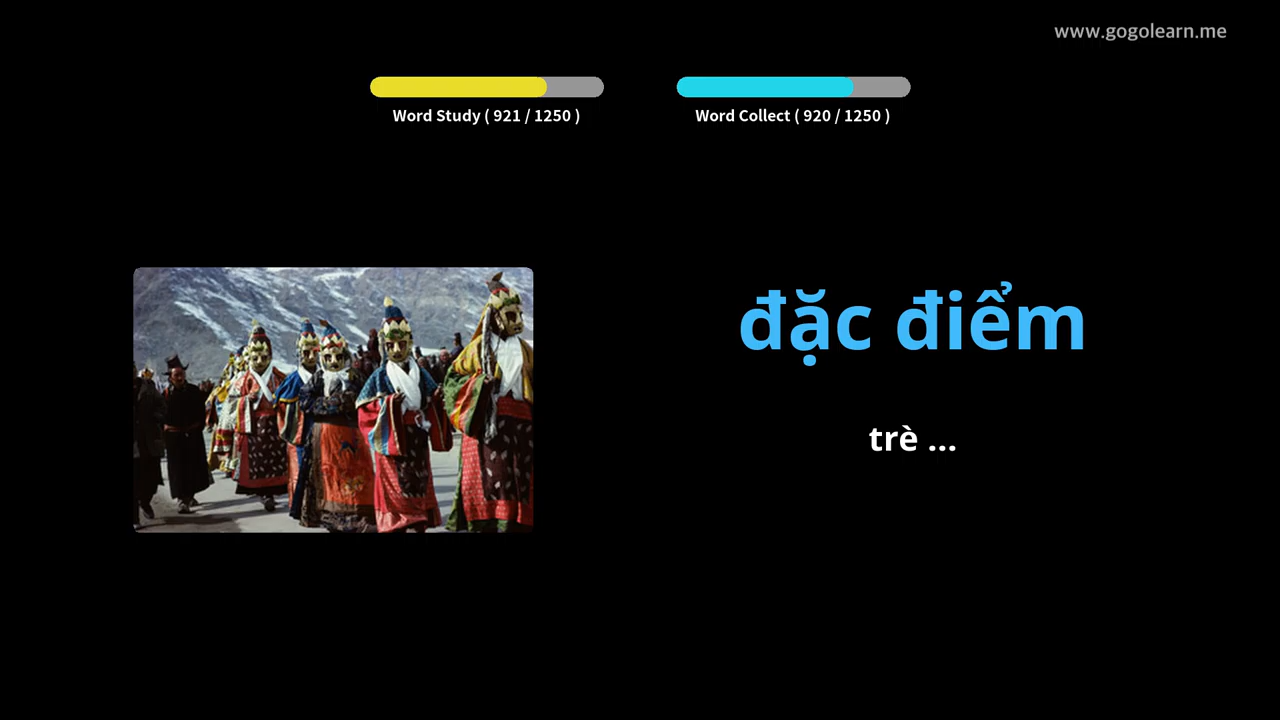 www.gogolearn.me
Word Study ( 921 / 1250 )
Word Collect ( 920 / 1250 )
đặc điểm
trè ...